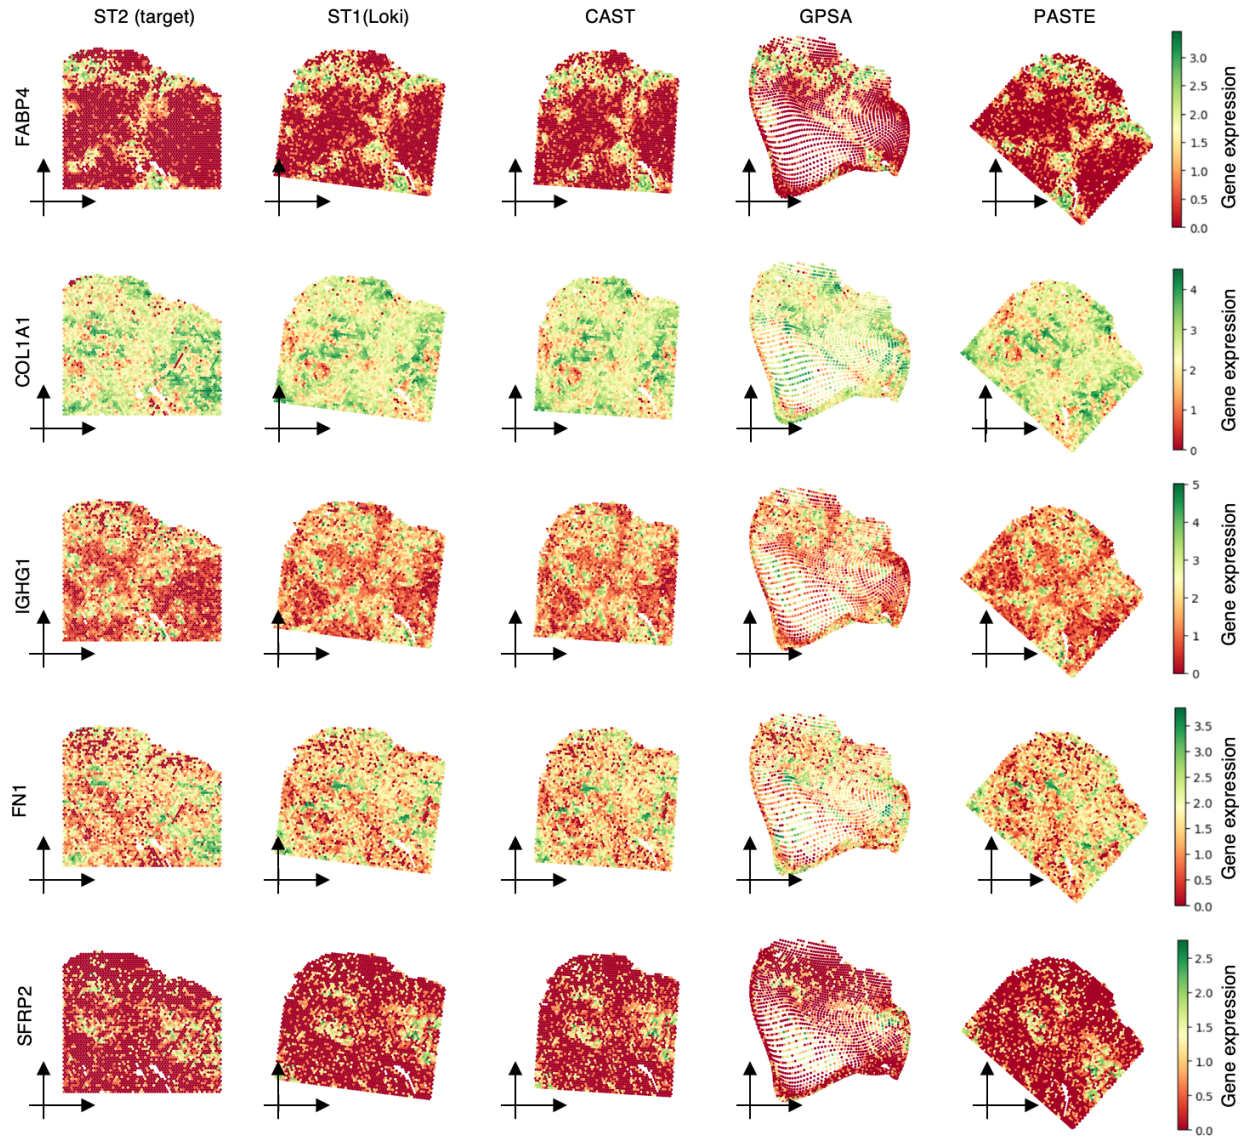 ST2 (target) ST1(Loki) CAST GPSA PASTE
FABP4
3.0
2.5
2.0
1.5
1.0
0.5
0.0
Gene expression
COL1A1
4
3
2
1
0
Gene expression
IGHG1
5
4
3
2
1
0
Gene expression
FN1
3.5
3.0
2.5
2.0
1.5
1.0
0.5
0.0
Gene expression
SFRP2
2.5
2.0
1.5
1.0
0.5
0.0
Gene expression